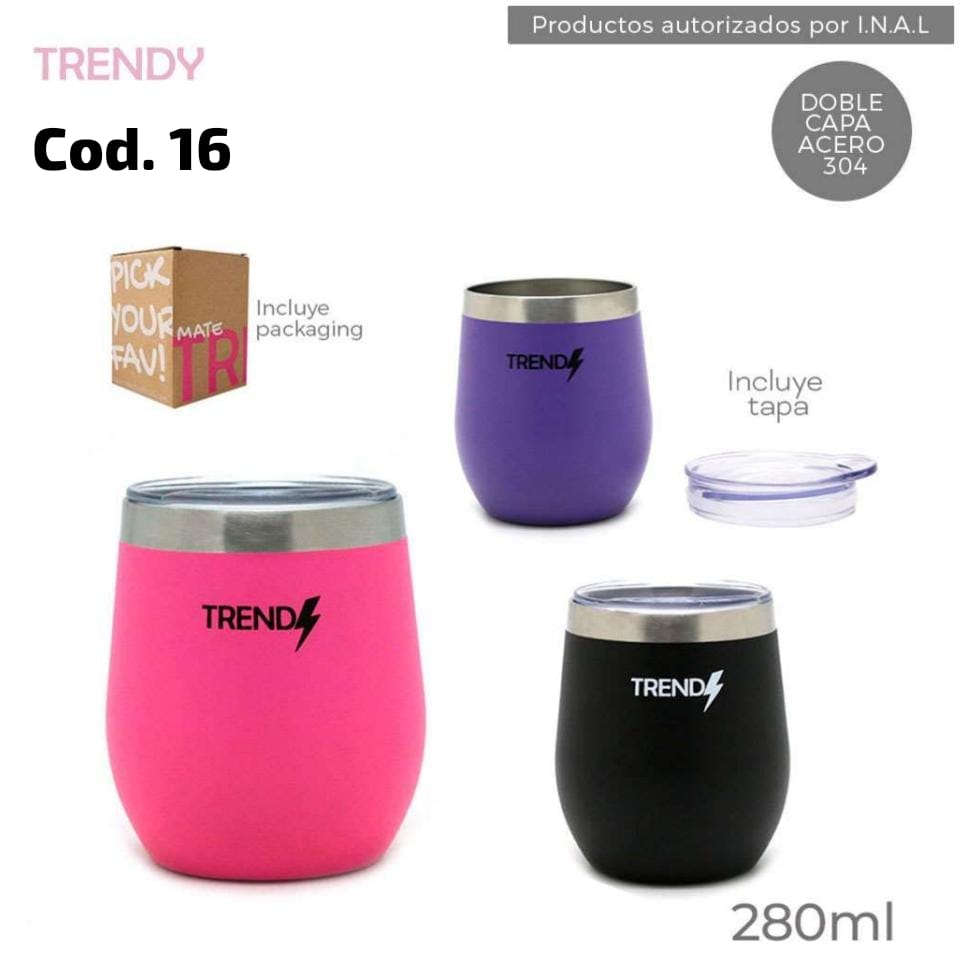 Productos autorizados por I.N.A.L
TRENDY
DOBLE
CAPA
ACERO
304
Cod. 16
PICK
YOUR
FAV!
MATE
TR
Incluye
packaging
TREND
Incluye
tapa
TREND
TREND
280ml